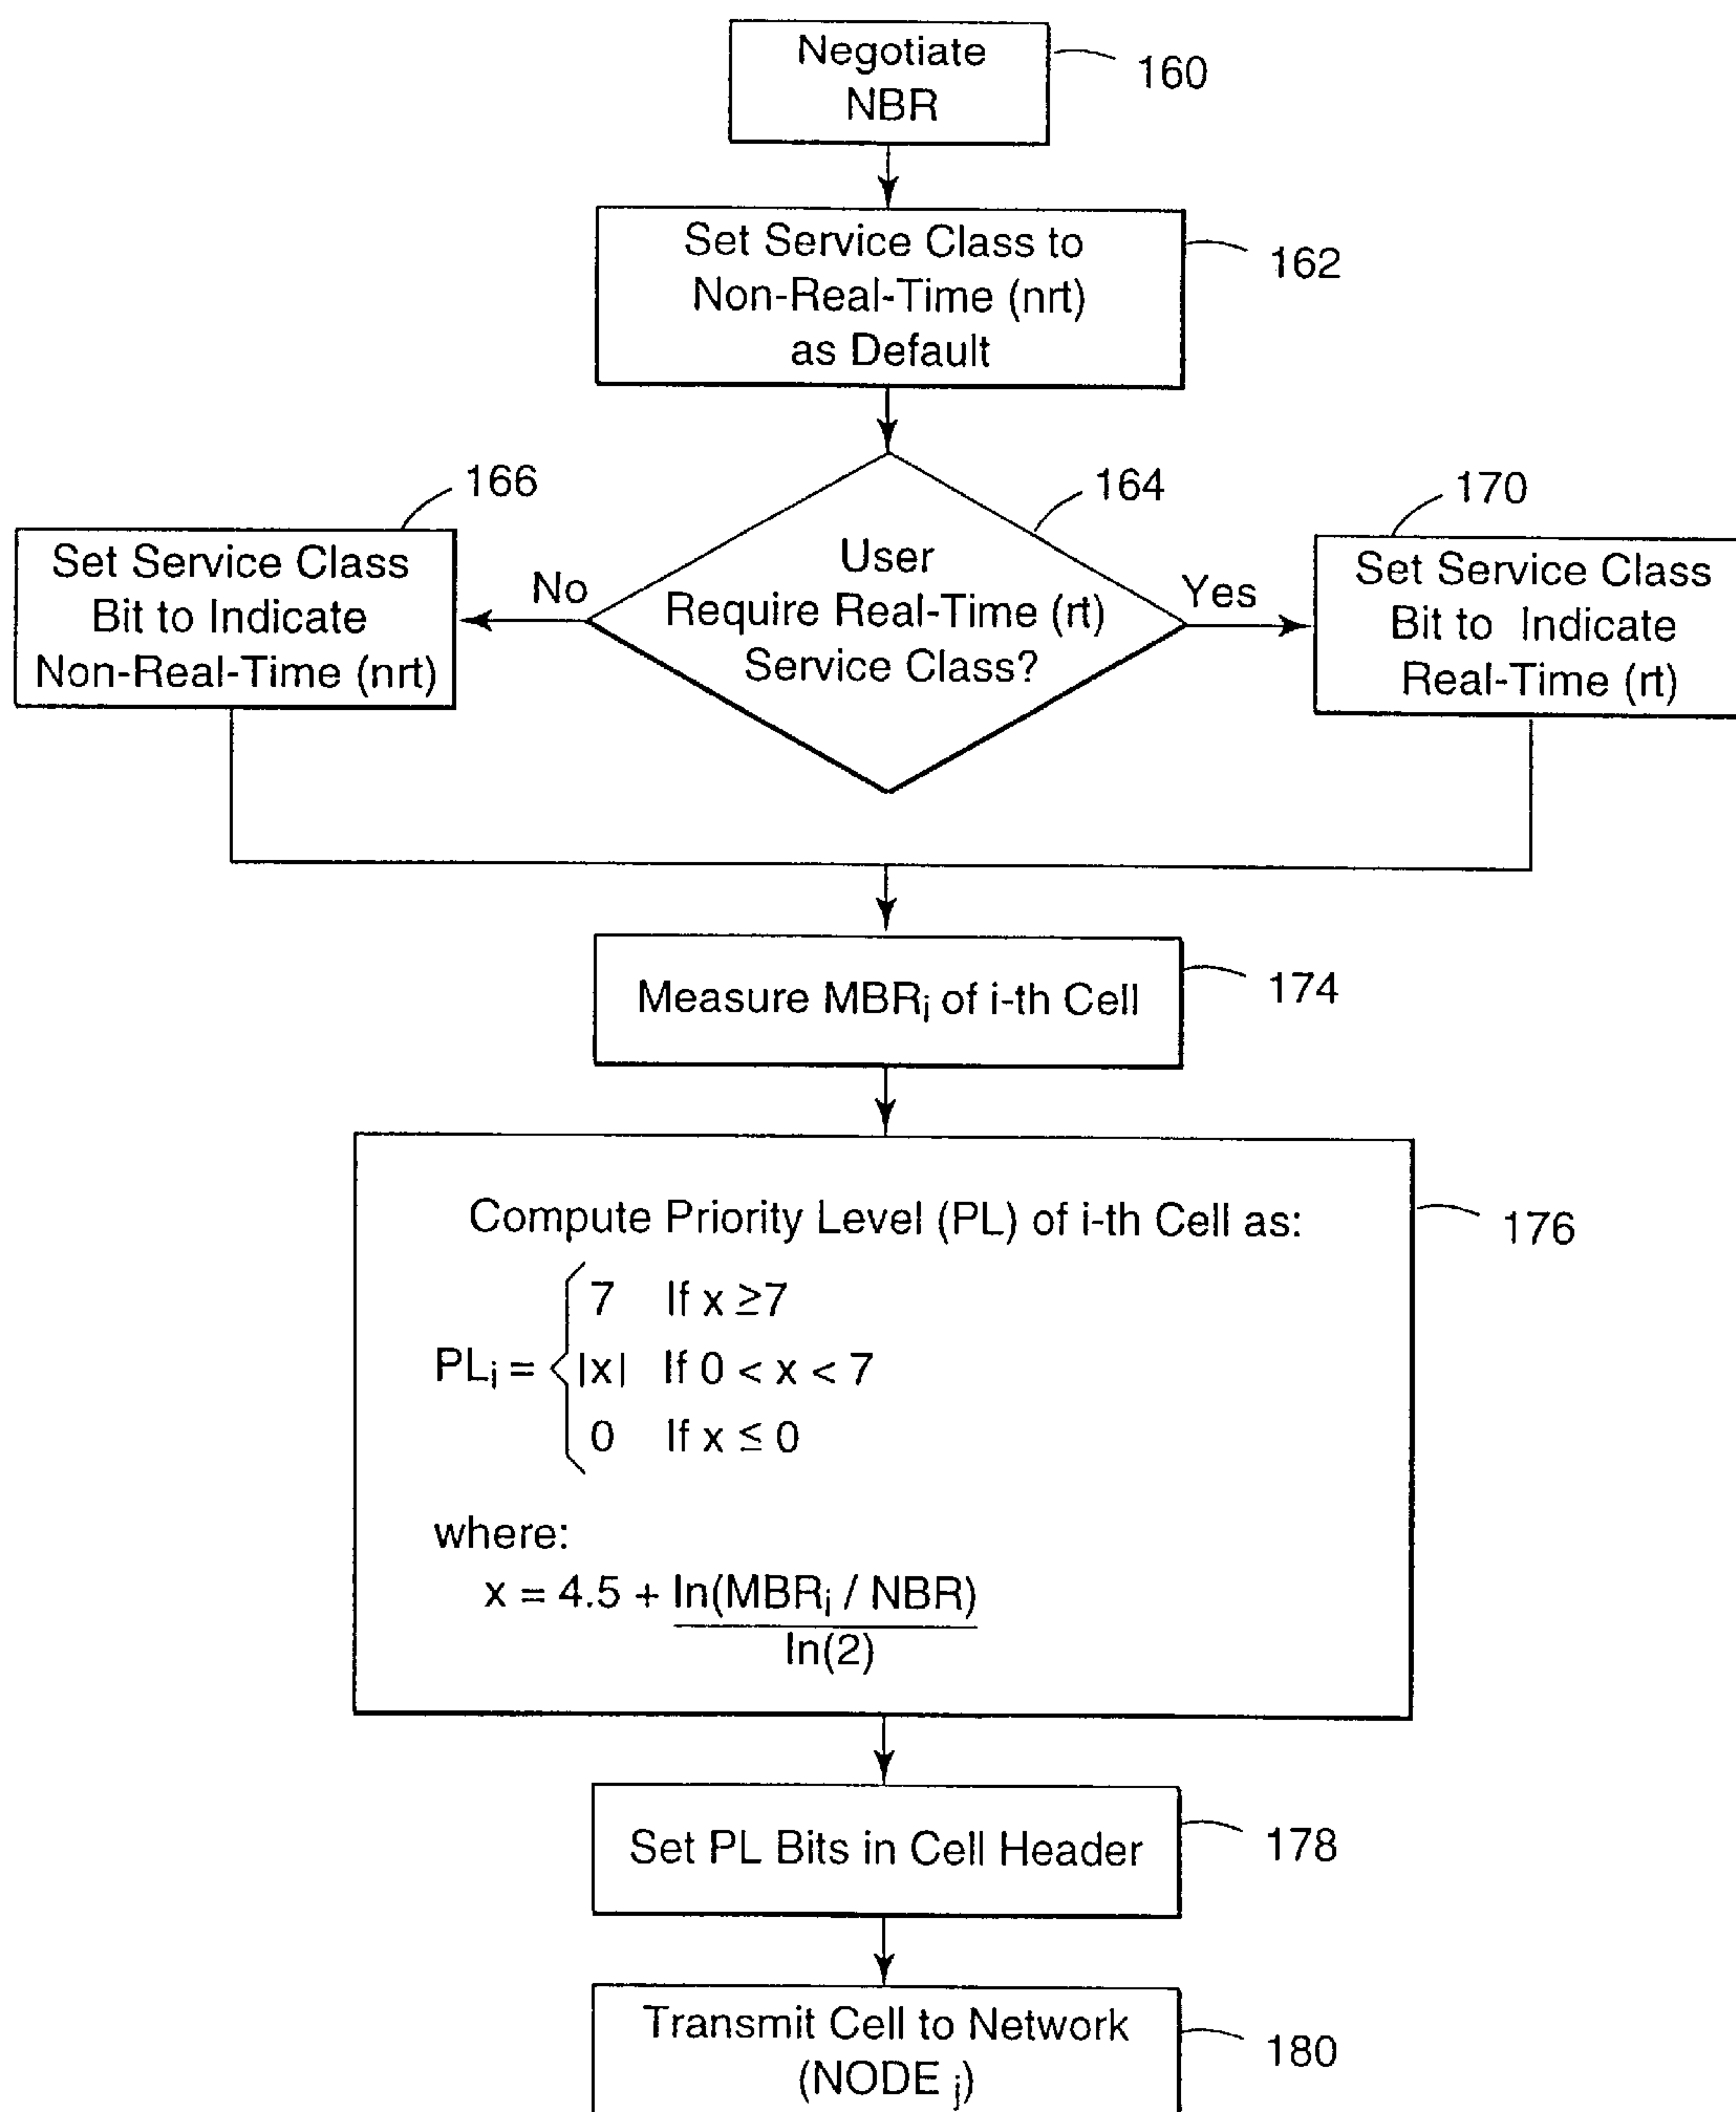 Negotiate
NBR
160
Set Service Class to
Non-Real-Time (nrt)
as Default
162
166
164
170
Set Service Class
Bit to Indicate
Non-Real-Time (nrt)
No
User
Require Real-Time (rt)
Service Class?
Yes
Set Service Class
Bit to Indicate
Real-Time (rt)
Measure MBRi of i-th Cell
174
Compute Priority Level (PL) of i-th Cell as:
176
7 If x ≥7
PLi = |x| If 0 < x < 7
0 If x ≤ 0
where:
x = 4.5 + ln(MBRi / NBR)
ln(2)
Set PL Bits in Cell Header
178
Transmit Cell to Network
(NODE j)
180